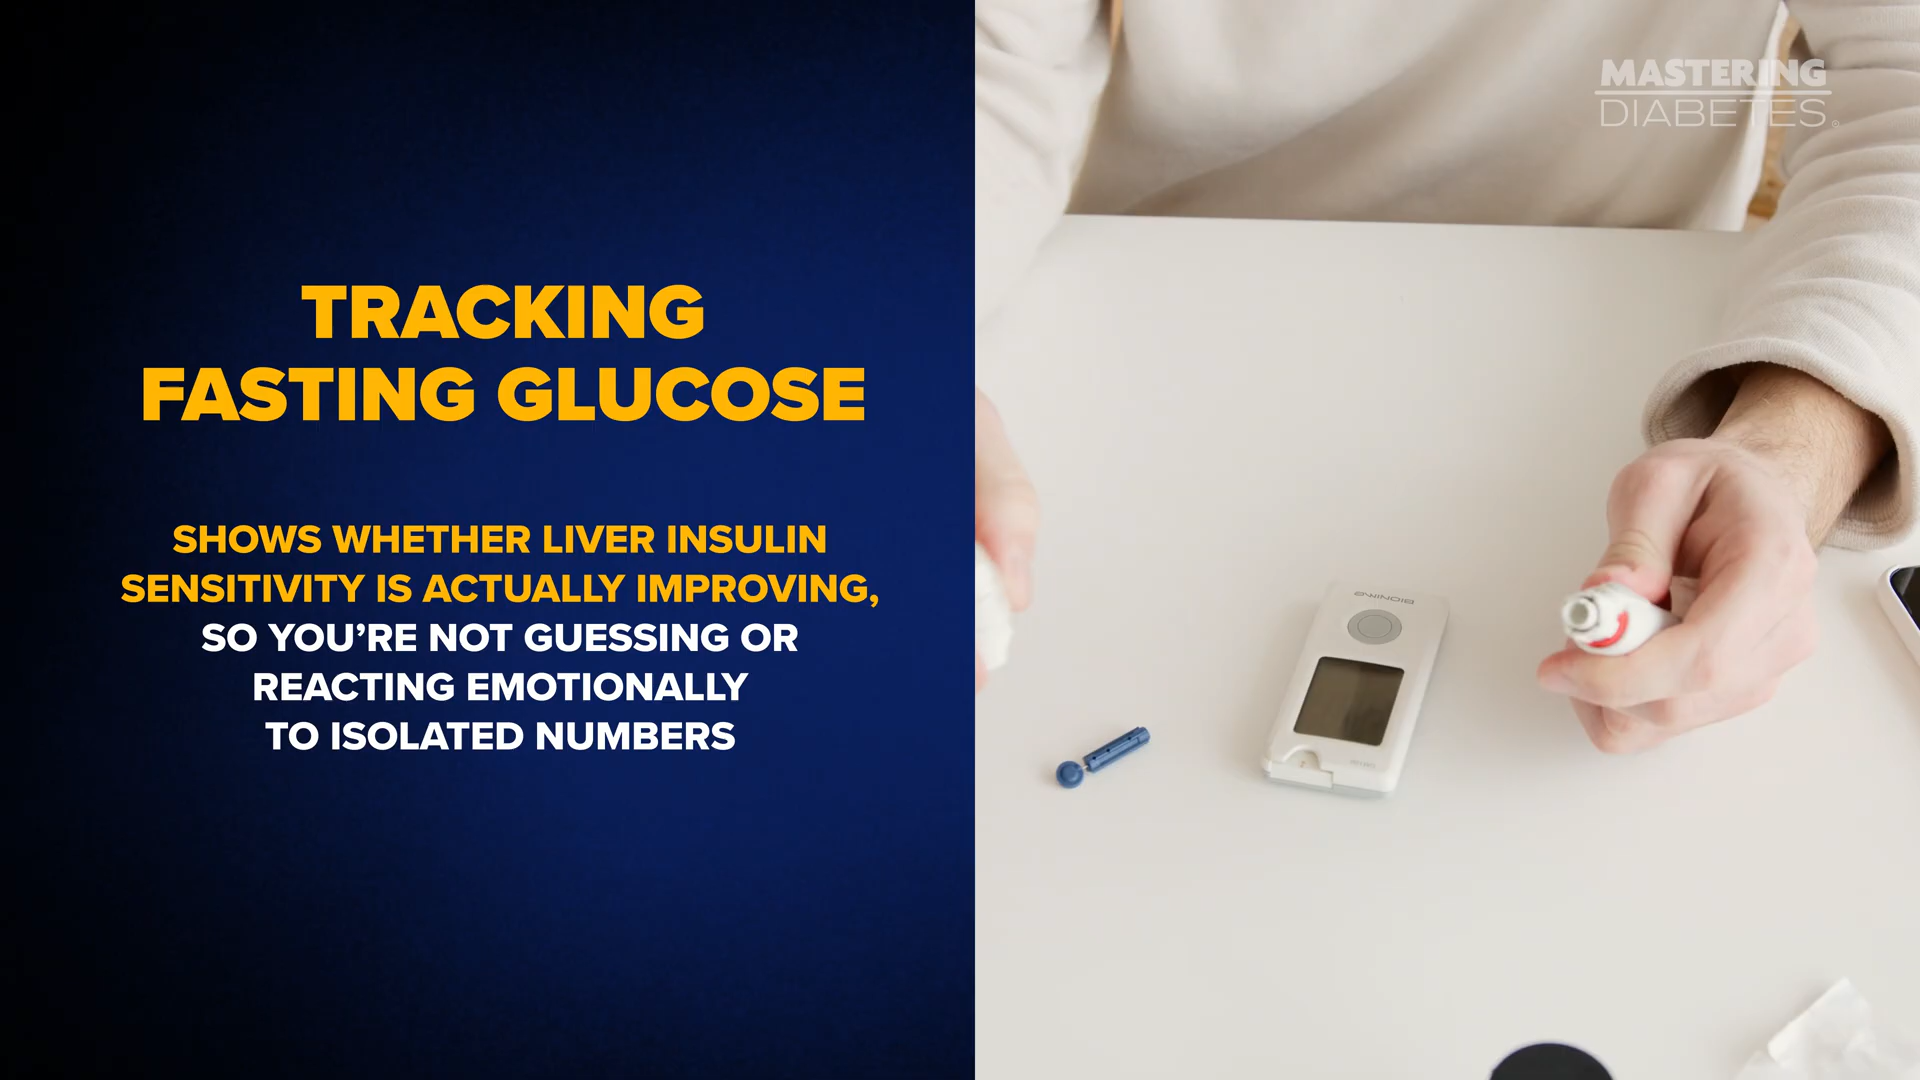 TRACKING
FASTING GLUCOSE
SHOWS WHETHER LIVER INSULIN
SENSITIVITY IS ACTUALLY IMPROVING,
SO YOU'RE NOT GUESSING OR
REACTING EMOTIONALLY
TO ISOLATED NUMBERS
MASTERING
DIABETES®
BIONIME